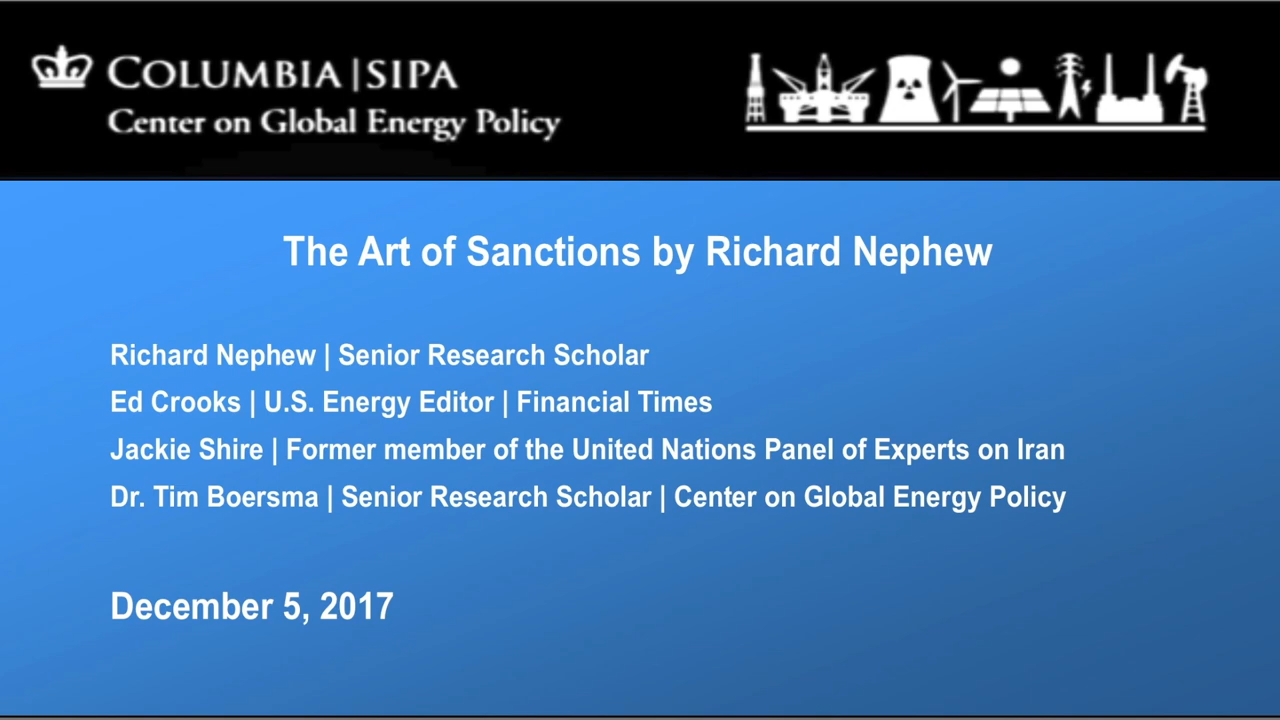 COLUMBIA | SIPA
Center on Global Energy Policy
The Art of Sanctions by Richard Nephew
Richard Nephew | Senior Research Scholar
Ed Crooks | U.S. Energy Editor | Financial Times
Jackie Shire | Former member of the United Nations Panel of Experts on Iran
Dr. Tim Boersma | Senior Research Scholar | Center on Global Energy Policy
December 5, 2017